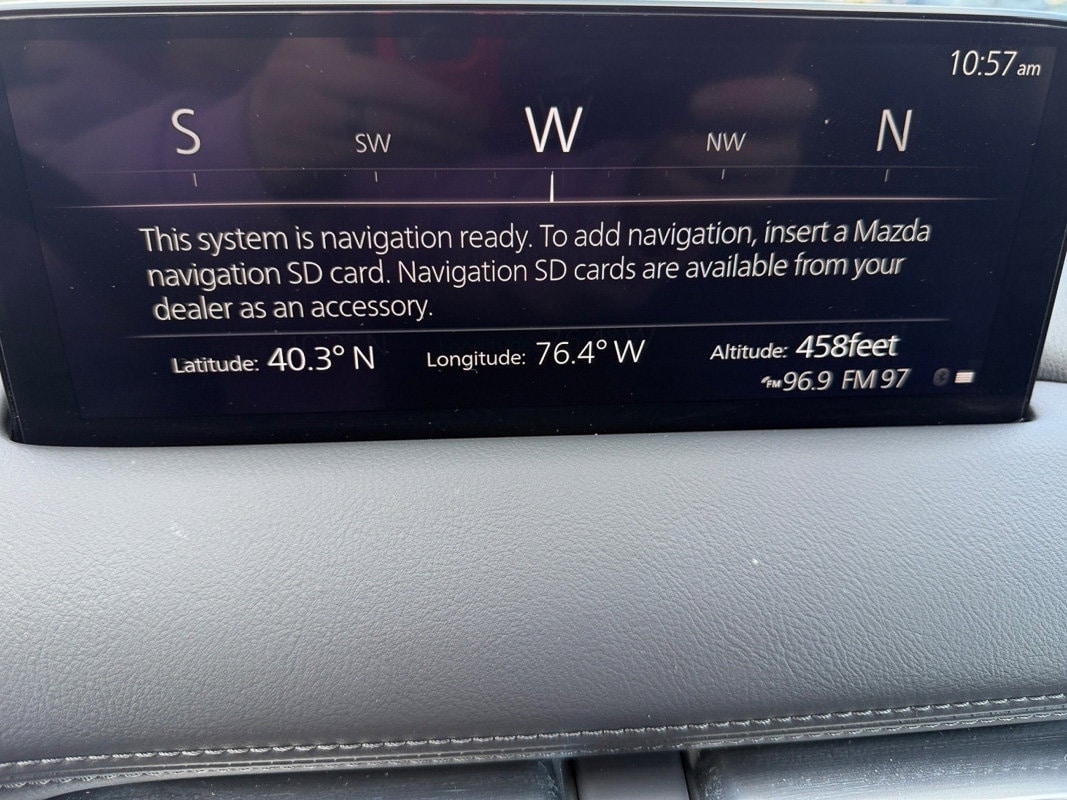 10:57am
S SW W NW N
This system is navigation ready. To add navigation, insert a Mazda
navigation SD card. Navigation SD cards are available from your
dealer as an accessory.
Latitude: 40.3° N Longitude: 76.4° W Altitude: 458feet
FM 96.9 FM 97